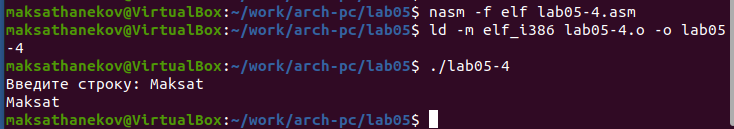 maksathanekov@VirtualBox:~/work/arch-pc/lab05$ nasm -f elf lab05-4.asm
maksathanekov@VirtualBox:~/work/arch-pc/lab05$ ld -m elf_i386 lab05-4.o -o lab05
-4
maksathanekov@VirtualBox:~/work/arch-pc/lab05$ ./lab05-4
Введите строку: Maksat
Maksat
maksathanekov@VirtualBox:~/work/arch-pc/lab05$